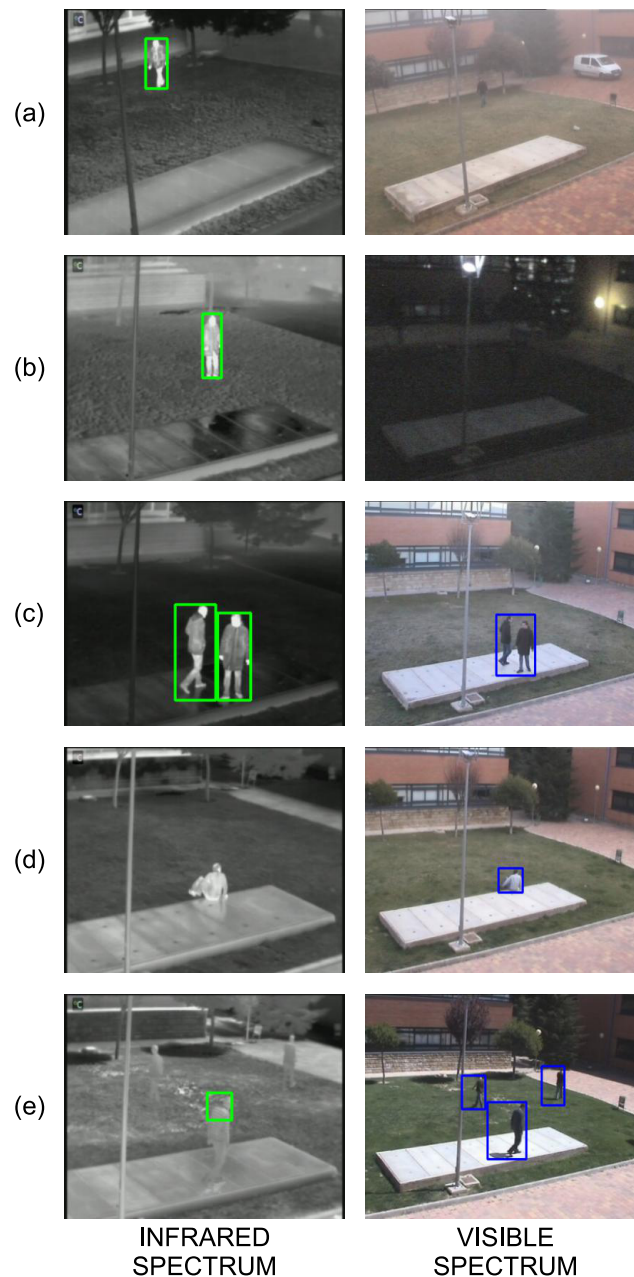 (a)
°C
(b)
°C
(c)
°C
(d)
°C
(e)
°C
INFRARED
SPECTRUM
VISIBLE
SPECTRUM